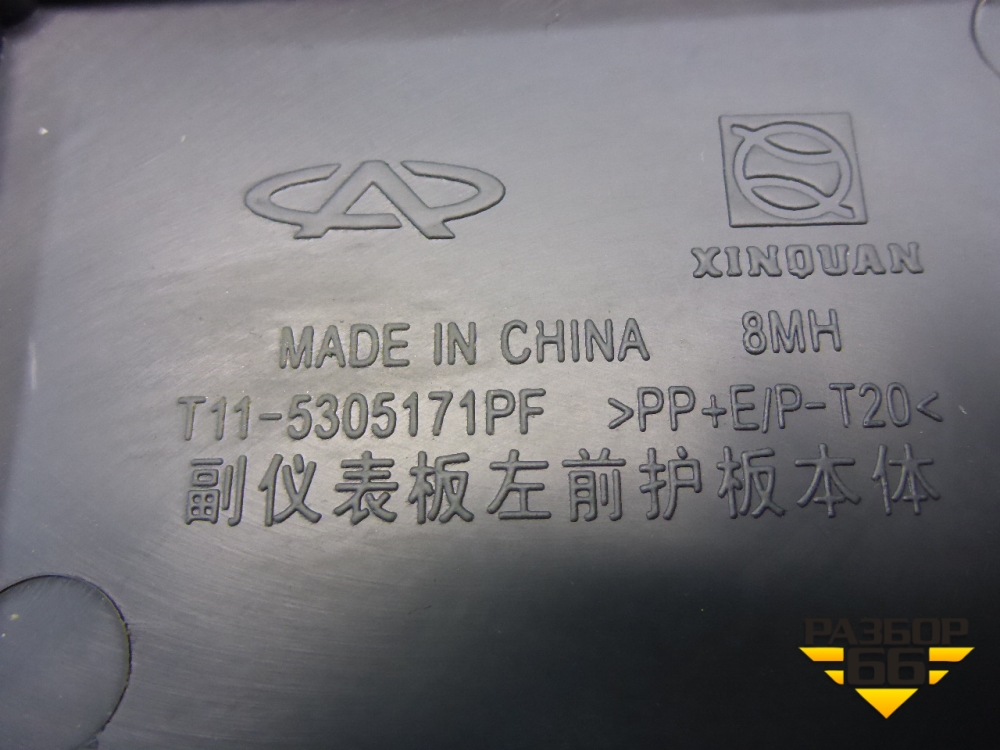 XINQUAN
MADE IN CHINA 8MH
T11-5305171PF >PP+E/P-T20<
副仪表板左前护板本体
РАЗБОР
66